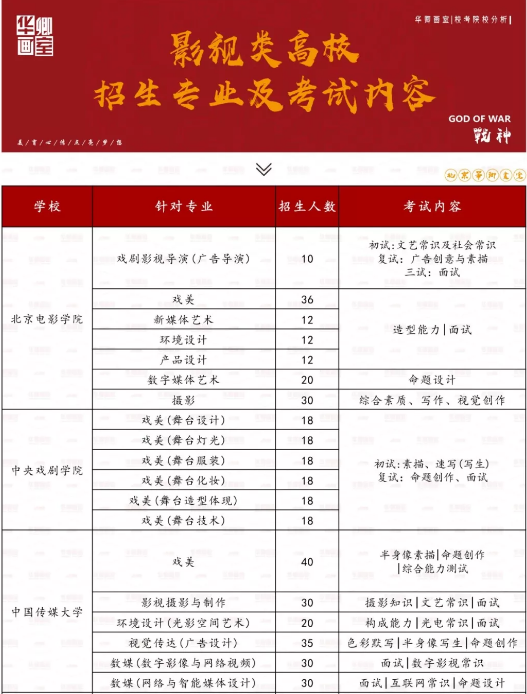 华卿画室
华卿画室|校考院校分析|
影视类高校
招生专业及考试内容
GOD OF WAR
戰神
学校 针对专业 招生人数 考试内容
北京电影学院
戏剧影视导演(广告导演) 10
初试:文艺常识及社会常识
复试: 广告创意与素描
三试: 面试
戏美 36
新媒体艺术 12
环境设计 12
产品设计 12
造型能力|面试
数字媒体艺术 20 命题设计
摄影 30 综合素质、写作、视觉创作
中央戏剧学院
戏美(舞台设计) 18
戏美(舞台灯光) 18
戏美(舞台服装) 18
戏美(舞台化妆) 18
戏美(舞台造型体现) 18
戏美(舞台技术) 18
初试:素描、速写(写生)
复试: 命题创作、面试
中国传媒大学
戏美 40
半身像素描|命题创作
|综合能力测试
影视摄影与制作 30 摄影知识|文艺常识|面试
环境设计(光影空间艺术) 20 构成能力|光电常识|面试
视觉传达(广告设计) 35 色彩默写|半身像写生|命题创作
数媒(数字影像与网络视频) 30 面试|数字影视常识
数媒(网络与智能媒体设计) 30 面试|互联网常识|命题设计